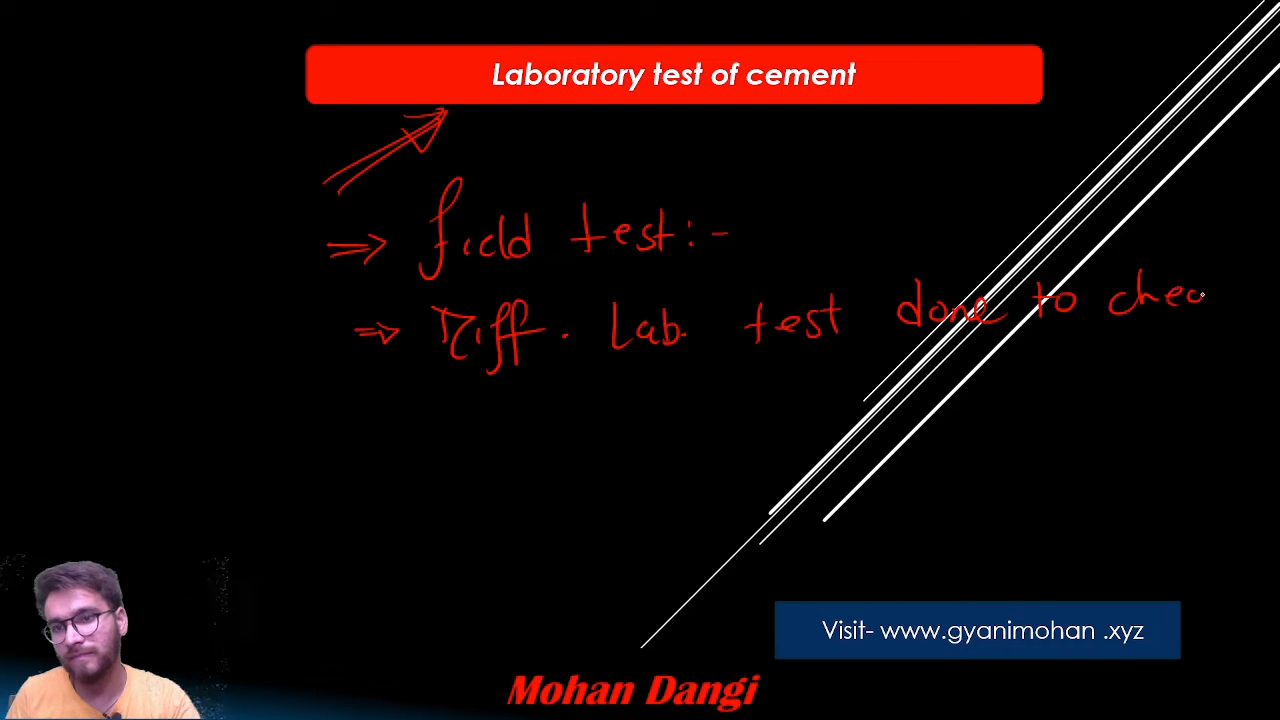 Laboratory test of cement
⇒ field test:-
⇒ Diff. Lab. test done to chec
Visit- www.gyanimohan .xyz
Mohan Dangi